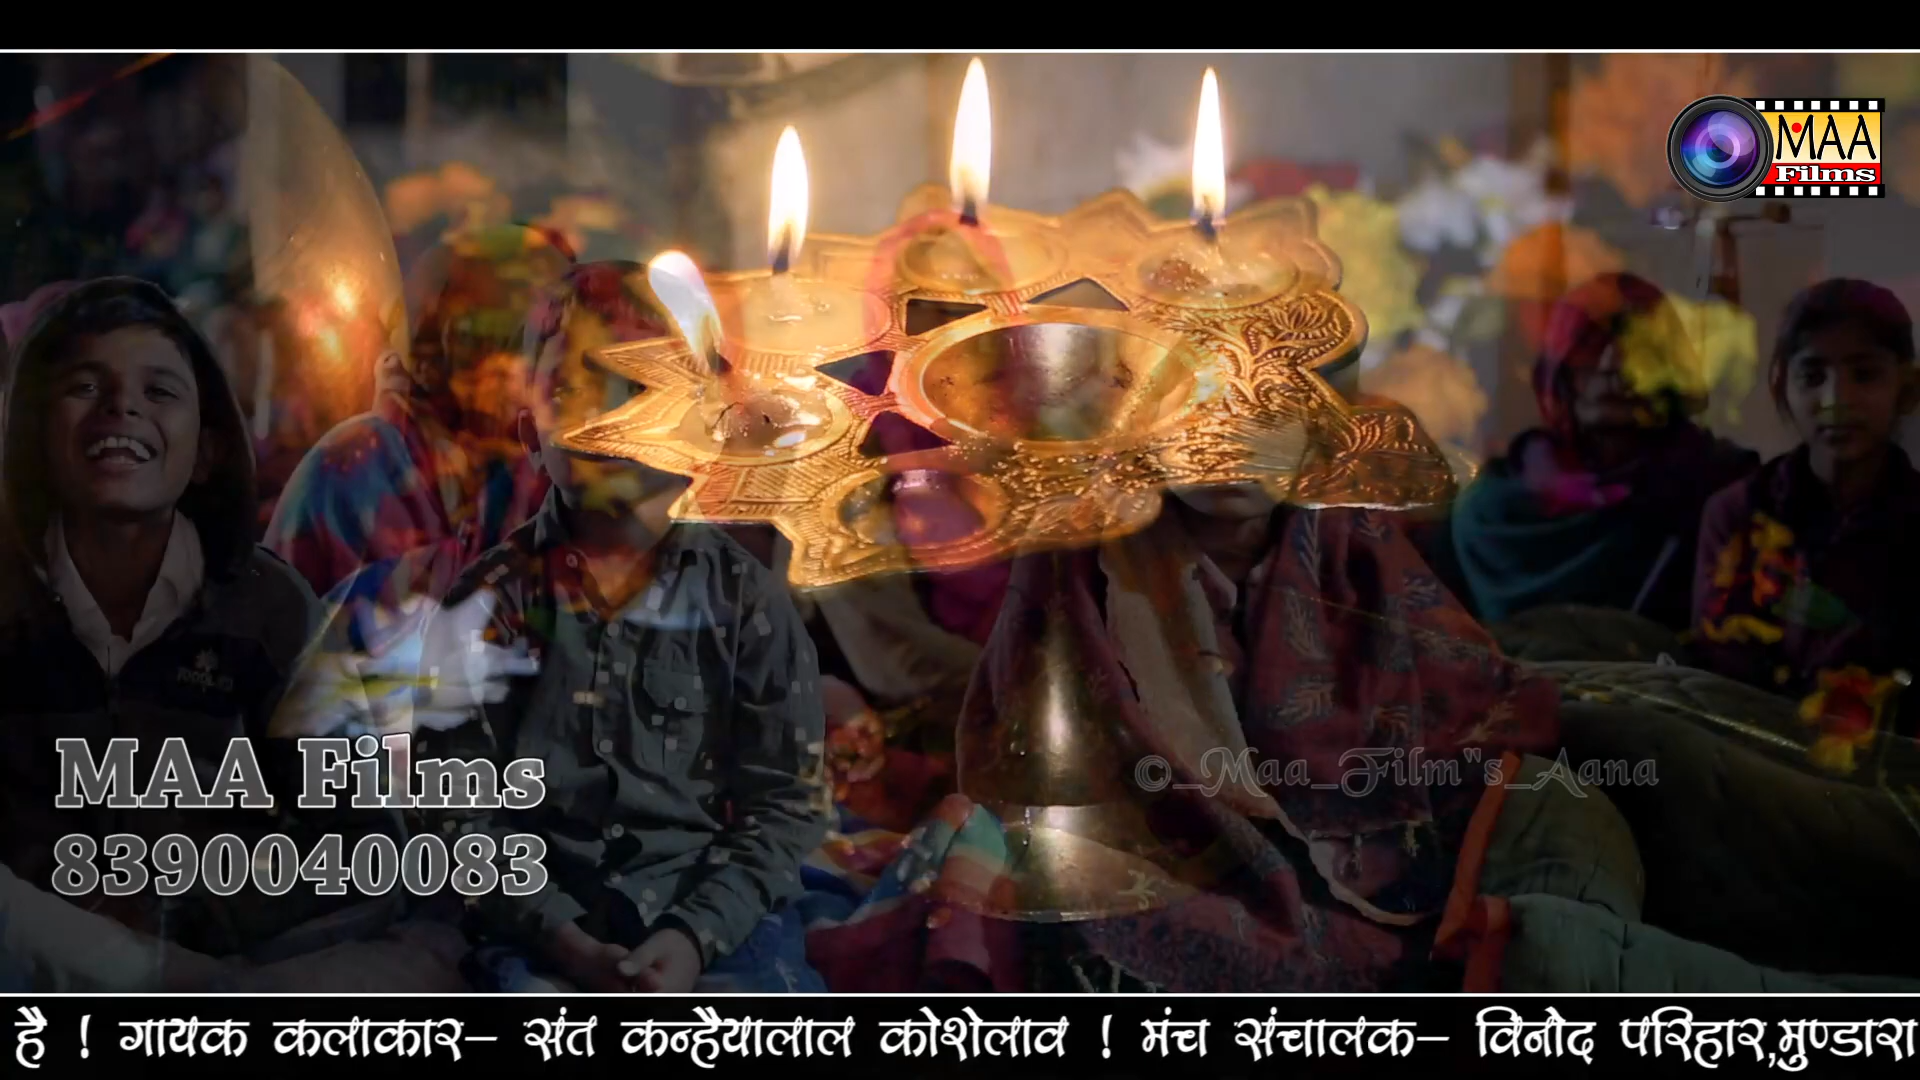 MAA
Films
MAA Films
8390040083
©_Maa_Film"s_Aana
है ! गायक कलाकार- संत कन्हैयालाल कोशेलाव ! मंच संचालक- विनोद परिहार,मुण्डारा